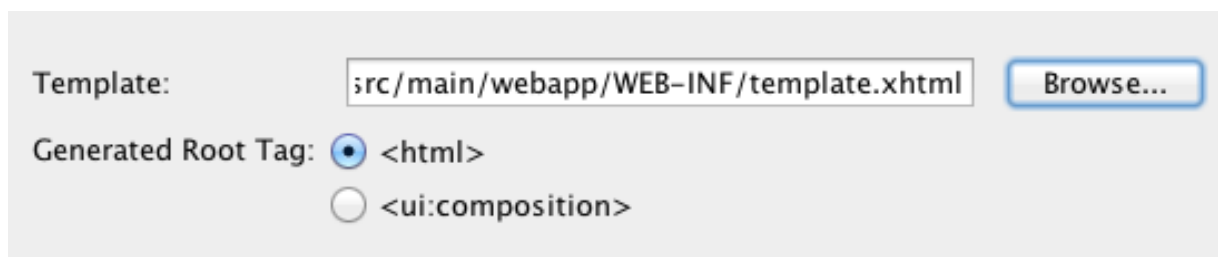 Template: src/main/webapp/WEB-INF/template.xhtml Browse...
Generated Root Tag: <html>
<ui:composition>